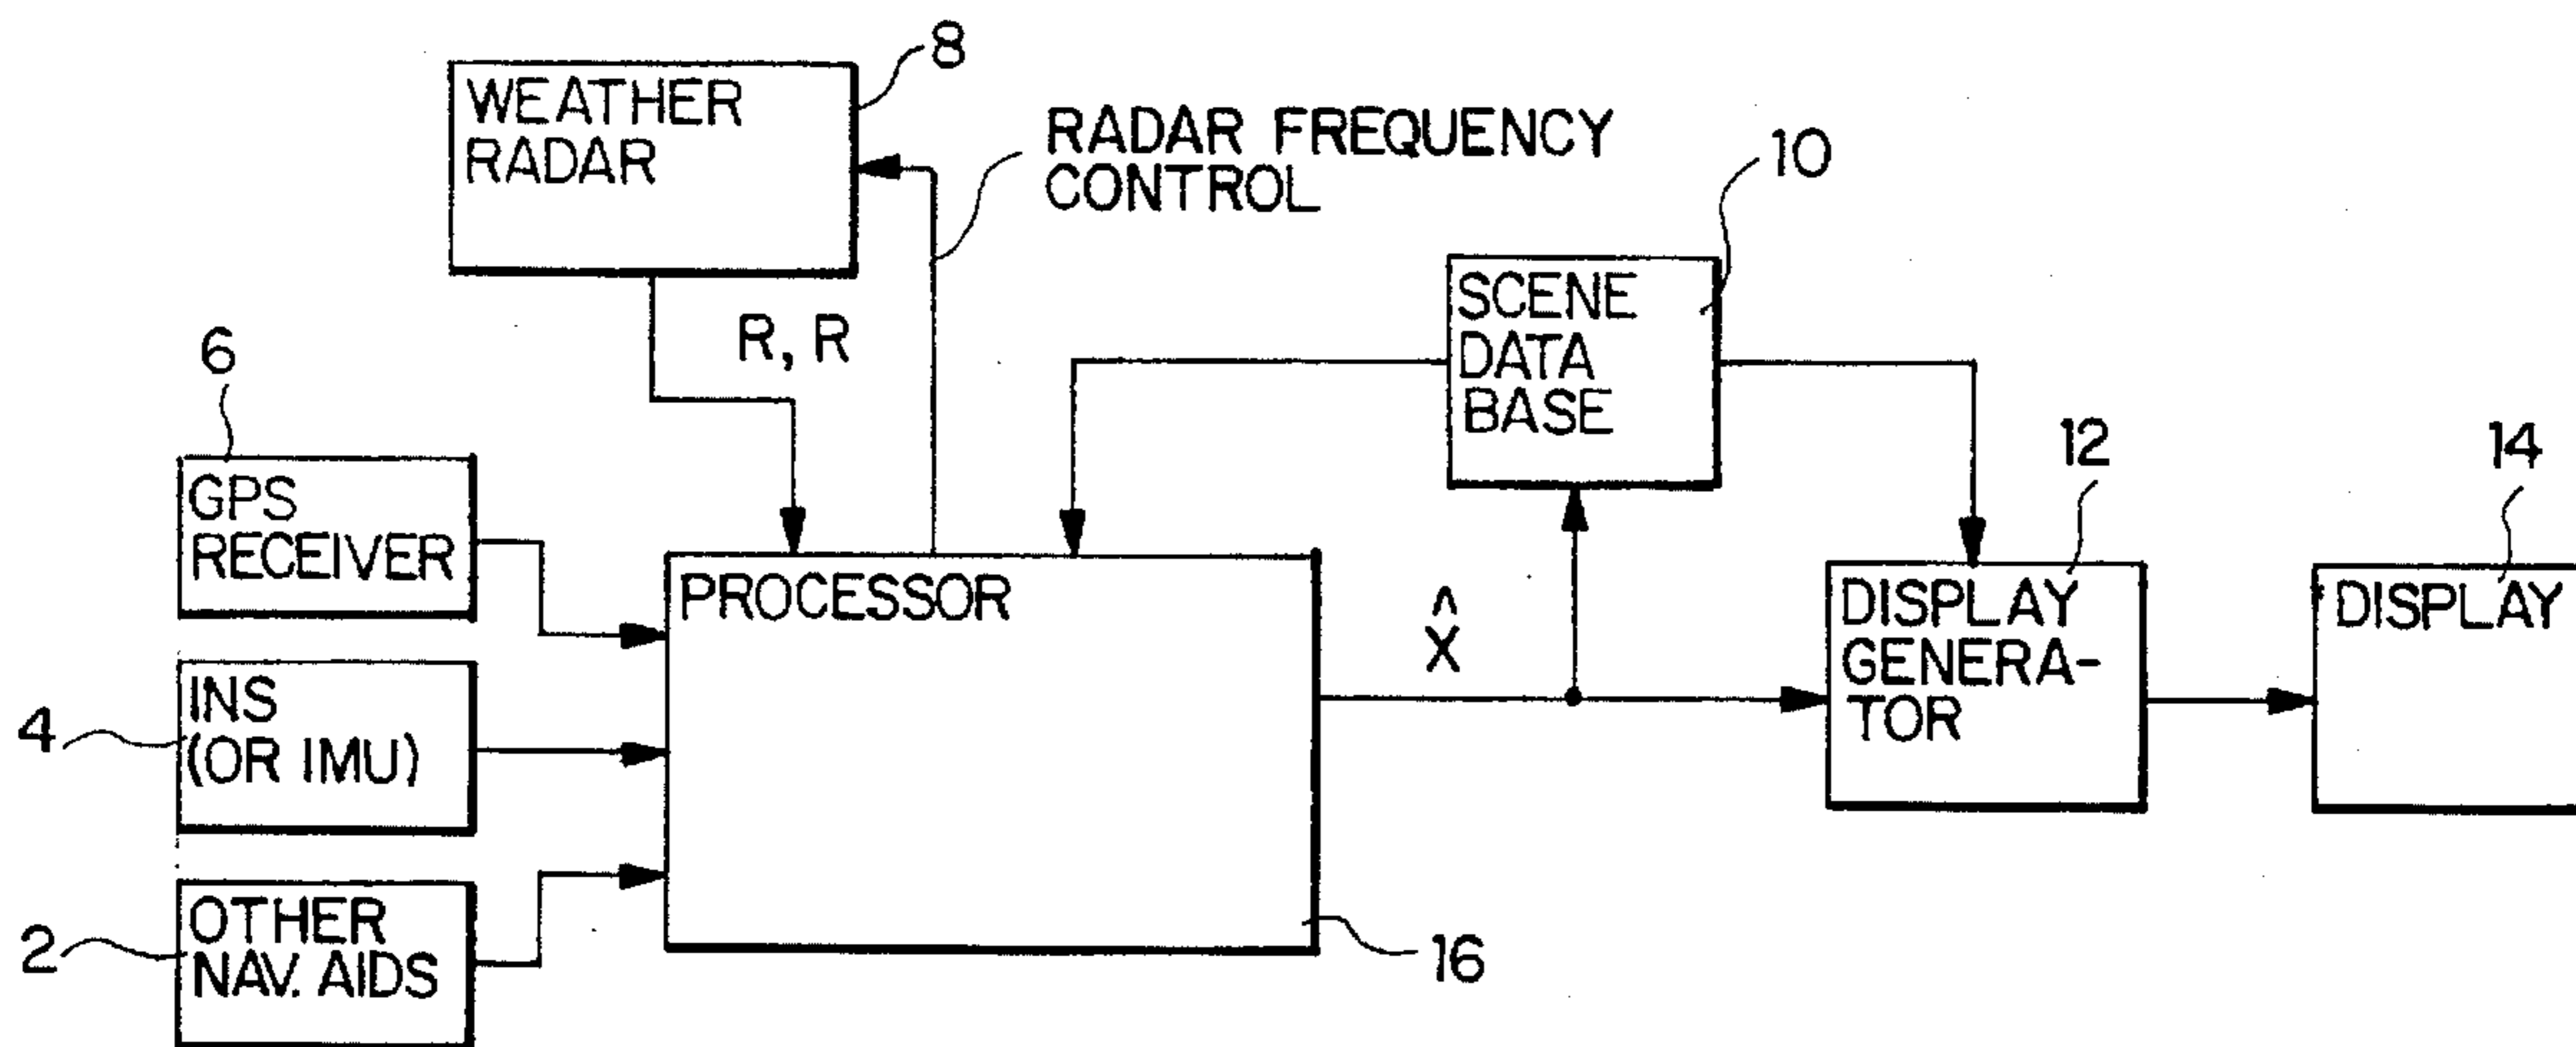 8
WEATHER
RADAR
RADAR FREQUENCY
CONTROL
10
R, R
SCENE
DATA
BASE
6
GPS
RECEIVER
12
14
PROCESSOR
X̂
DISPLAY
GENERA-
TOR
DISPLAY
4
INS
(OR IMU)
2
OTHER
NAV. AIDS
16